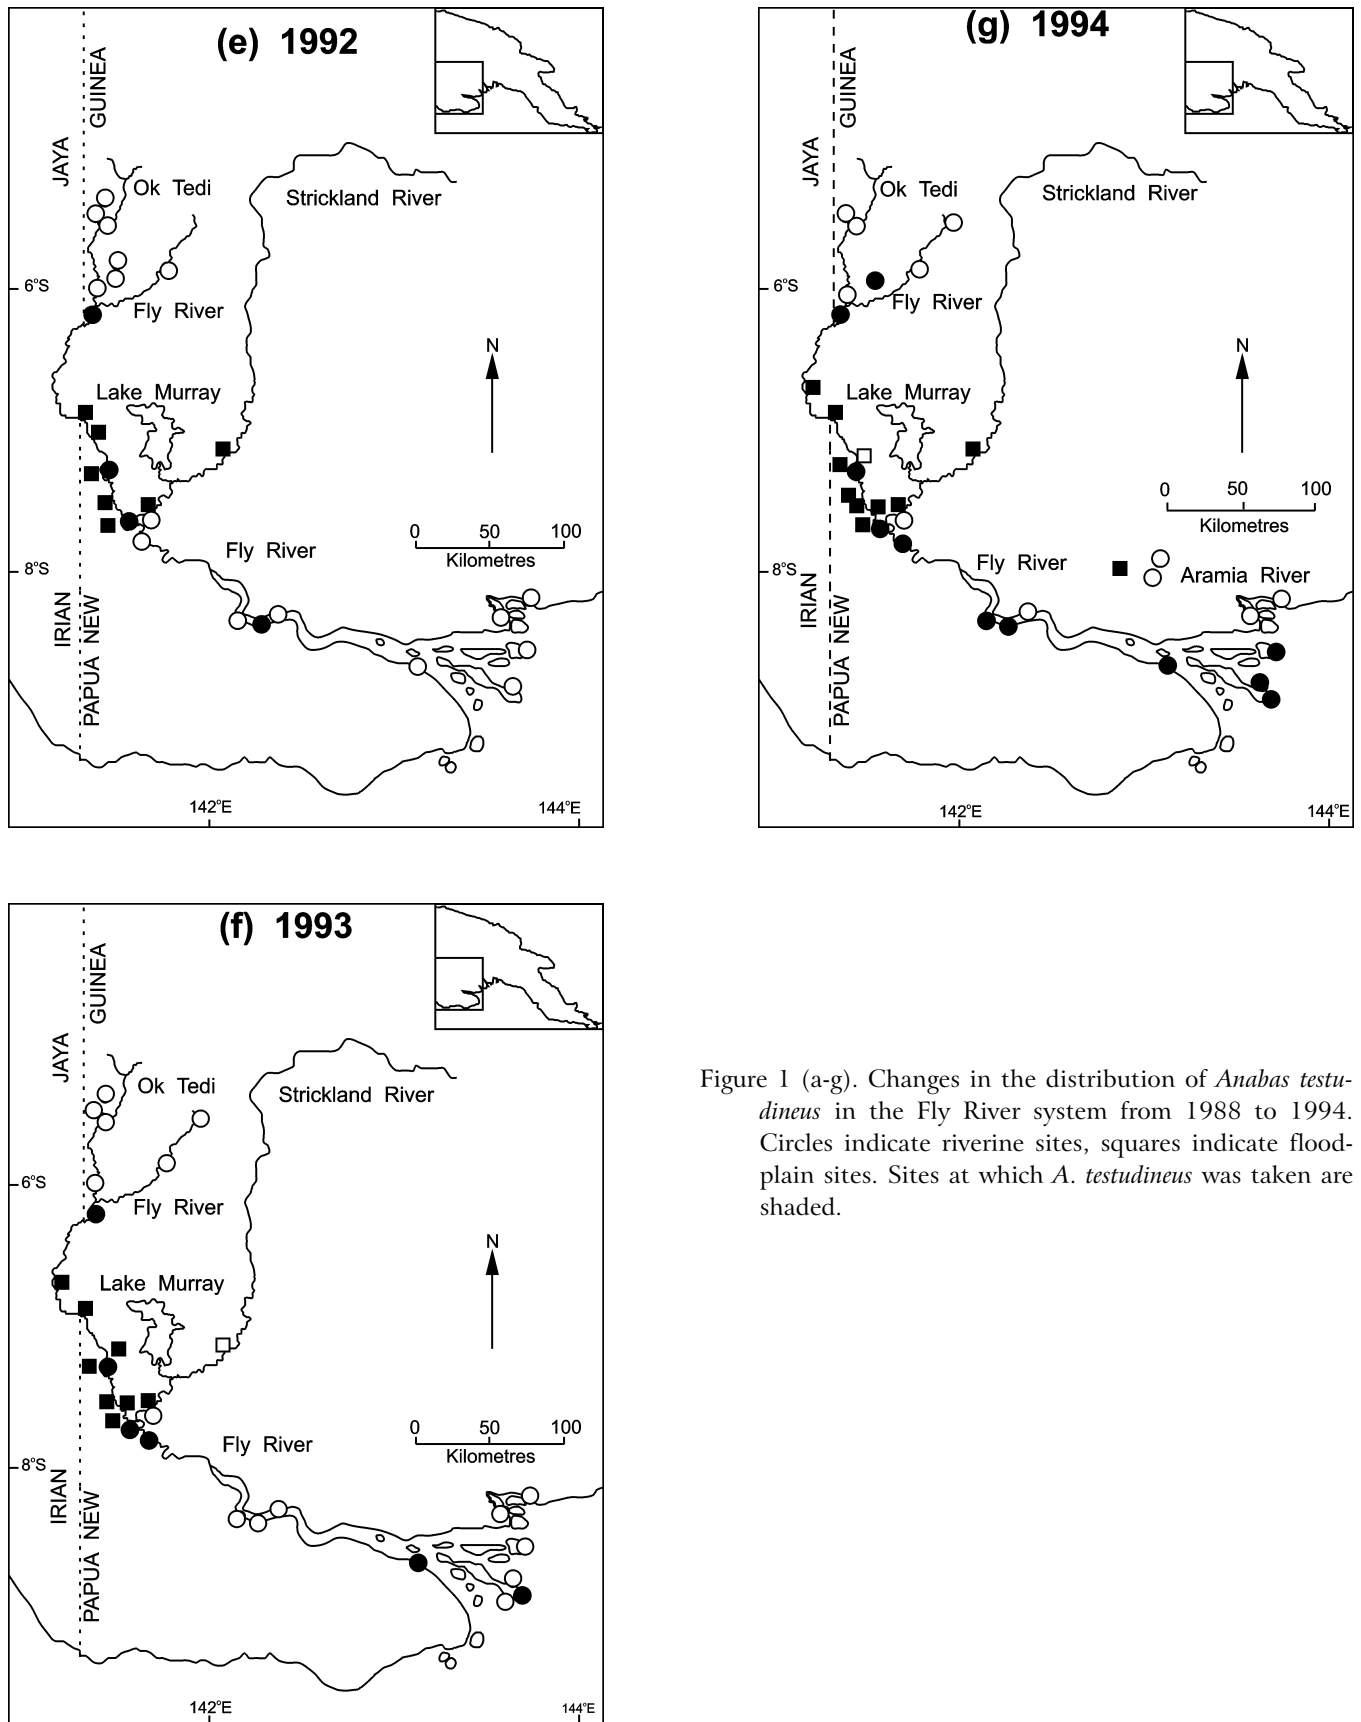 (e) 1992
GUINEA
JAYA
Ok Tedi
Strickland River
6°S
Fly River
N
Lake Murray
0 50 100
Kilometres
Fly River
8°S
IRIAN
PAPUA NEW
142°E
144°E
(g) 1994
GUINEA
JAYA
Ok Tedi
Strickland River
6°S
Fly River
N
Lake Murray
0 50 100
Kilometres
Fly River
8°S
Aramia River
IRIAN
PAPUA NEW
142°E
144°E
(f) 1993
GUINEA
JAYA
Ok Tedi
Strickland River
6°S
Fly River
N
Lake Murray
0 50 100
Kilometres
Fly River
8°S
IRIAN
PAPUA NEW
142°E
144°E
Figure 1 (a-g). Changes in the distribution of Anabas testu-
dineus in the Fly River system from 1988 to 1994.
Circles indicate riverine sites, squares indicate flood-
plain sites. Sites at which A. testudineus was taken are
shaded.